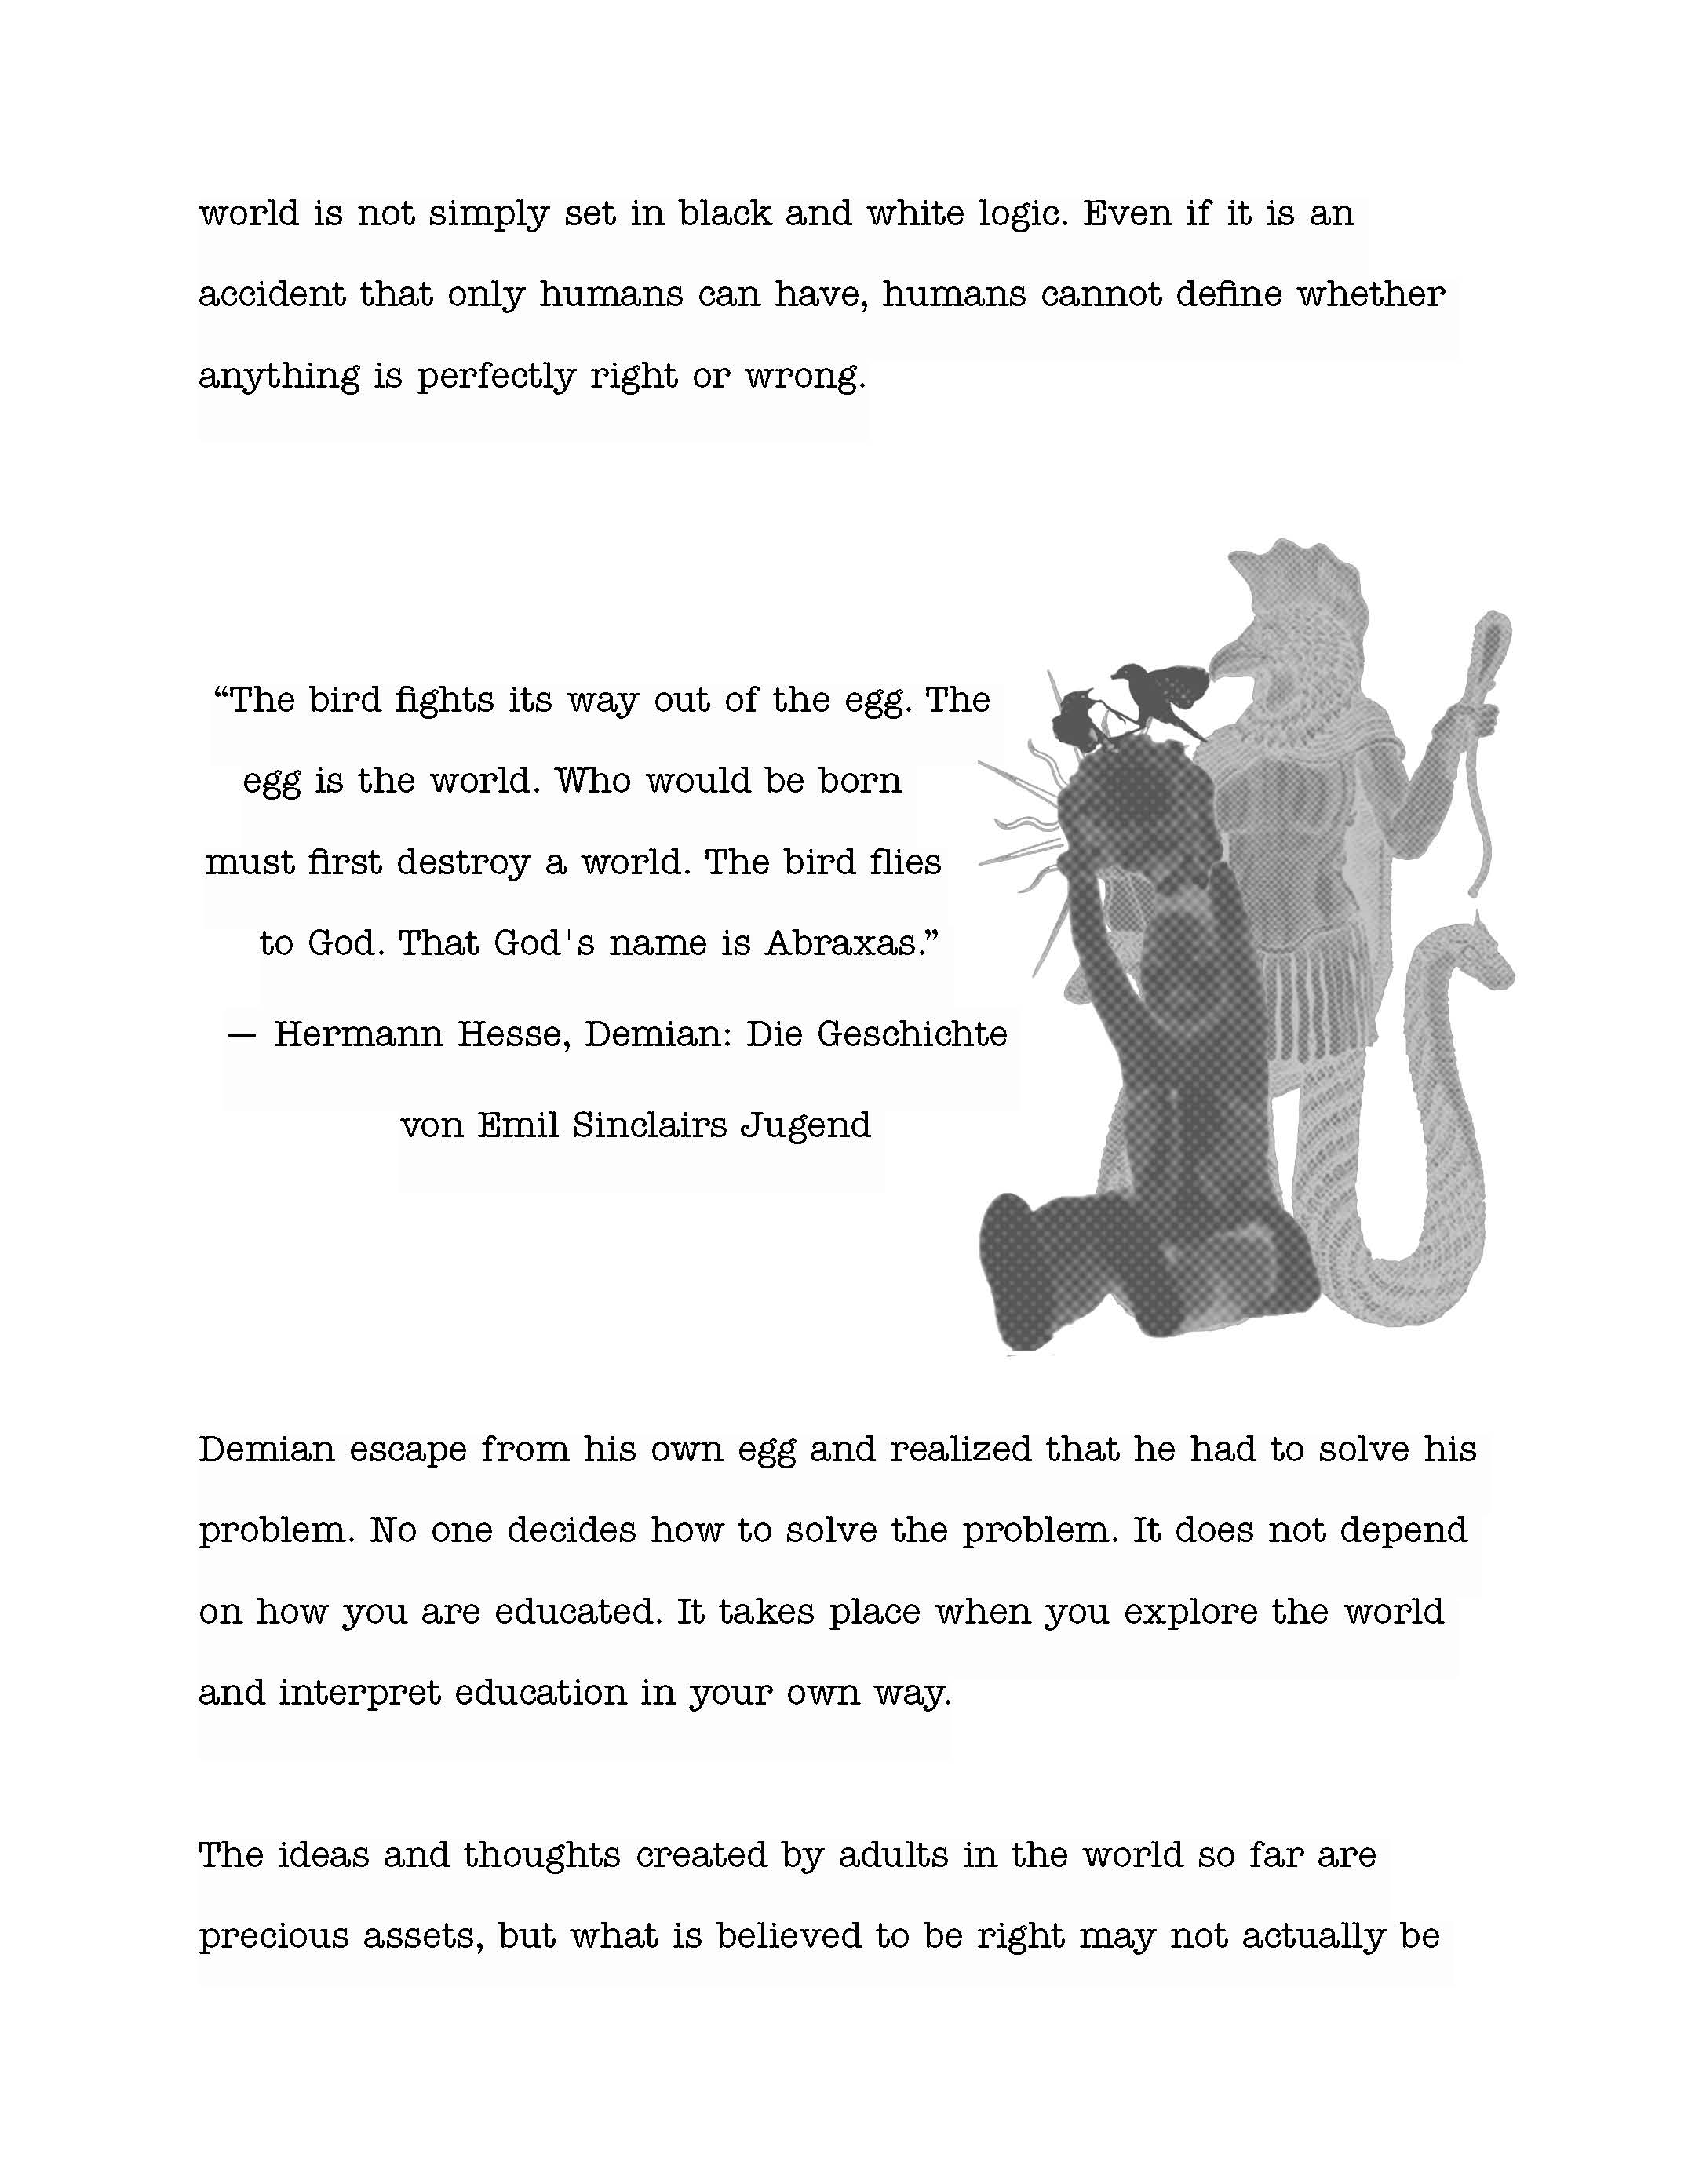 world is not simply set in black and white logic. Even if it is an
accident that only humans can have, humans cannot define whether
anything is perfectly right or wrong.
“The bird fights its way out of the egg. The
egg is the world. Who would be born
must first destroy a world. The bird flies
to God. That God's name is Abraxas.”
— Hermann Hesse, Demian: Die Geschichte
von Emil Sinclairs Jugend
Demian escape from his own egg and realized that he had to solve his
problem. No one decides how to solve the problem. It does not depend
on how you are educated. It takes place when you explore the world
and interpret education in your own way.
The ideas and thoughts created by adults in the world so far are
precious assets, but what is believed to be right may not actually be